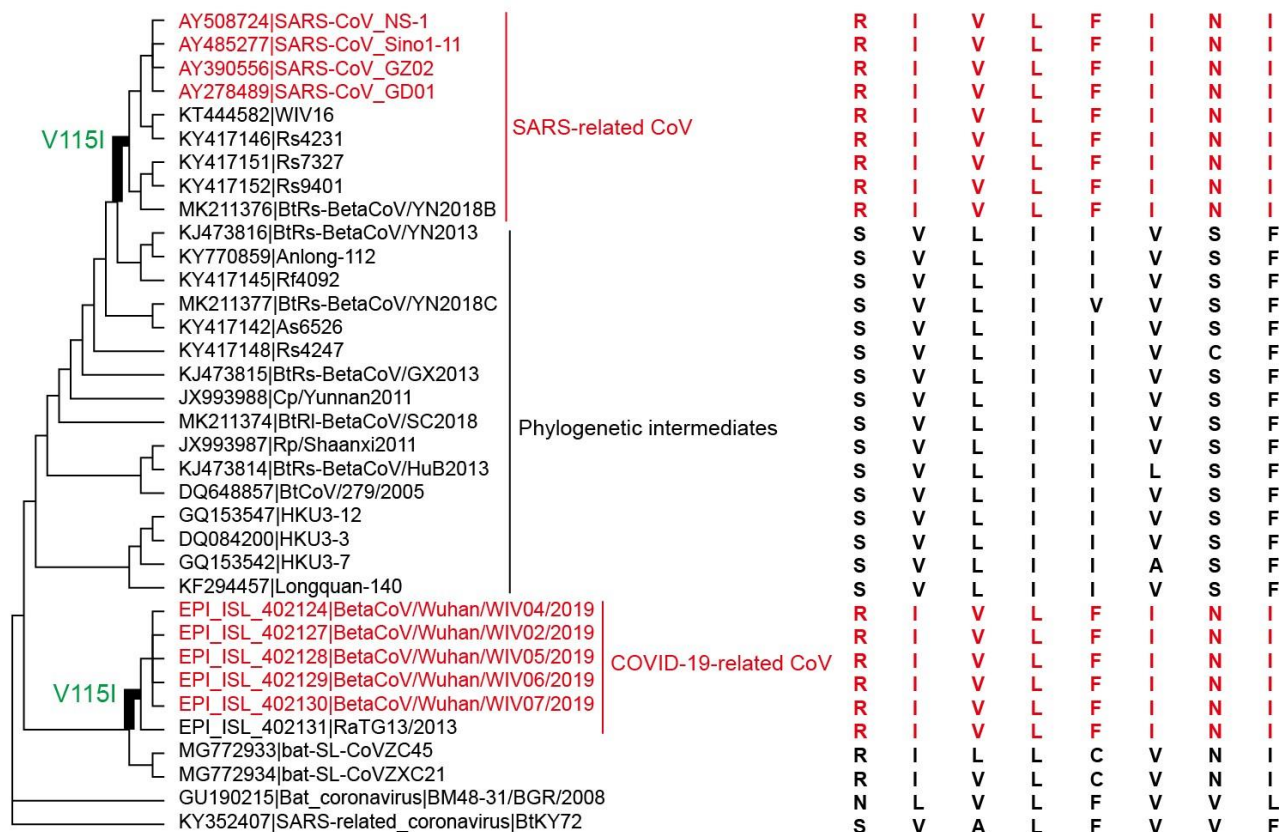 AY508724|SARS-CoV_NS-1 R I V L F I N I
AY485277|SARS-CoV_Sino1-11 R I V L F I N I
AY390556|SARS-CoV_GZ02 R I V L F I N I
AY278489|SARS-CoV_GD01 R I V L F I N I
KT444582|WIV16 R I V L F I N I
SARS-related CoV
V115I
KY417146|Rs4231 R I V L F I N I
KY417151|Rs7327 R I V L F I N I
KY417152|Rs9401 R I V L F I N I
MK211376|BtRs-BetaCoV/YN2018B R I V L F I N I
KJ473816|BtRs-BetaCoV/YN2013 S V L I I V S F
KY770859|Anlong-112 S V L I I V S F
KY417145|Rf4092 S V L I I V S F
MK211377|BtRs-BetaCoV/YN2018C S V L I V V S F
KY417142|As6526 S V L I I V S F
KY417148|Rs4247 S V L I I V C F
KJ473815|BtRs-BetaCoV/GX2013 S V L I I V S F
JX993988|Cp/Yunnan2011 S V L I I V S F
MK211374|BtRl-BetaCoV/SC2018 S V L I I V S F
Phylogenetic intermediates
JX993987|Rp/Shaanxi2011 S V L I I V S F
KJ473814|BtRs-BetaCoV/HuB2013 S V L I I L S F
DQ648857|BtCoV/279/2005 S V L I I V S F
GQ153547|HKU3-12 S V L I I V S F
DQ084200|HKU3-3 S V L I I V S F
GQ153542|HKU3-7 S V L I I A S F
KF294457|Longquan-140 S V L I I V S F
EPI_ISL_402124|BetaCoV/Wuhan/WIV04/2019 R I V L F I N I
EPI_ISL_402127|BetaCoV/Wuhan/WIV02/2019 R I V L F I N I
EPI_ISL_402128|BetaCoV/Wuhan/WIV05/2019 R I V L F I N I
COVID-19-related CoV
EPI_ISL_402129|BetaCoV/Wuhan/WIV06/2019 R I V L F I N I
V115I
EPI_ISL_402130|BetaCoV/Wuhan/WIV07/2019 R I V L F I N I
EPI_ISL_402131|RaTG13/2013 R I V L F I N I
MG772933|bat-SL-CoVZC45 R I L L C V N I
MG772934|bat-SL-CoVZXC21 R I V L C V N I
GU190215|Bat_coronavirus|BM48-31/BGR/2008 N L V L F V V L
KY352407|SARS-related_coronavirus|BtKY72 S V A L F V V F